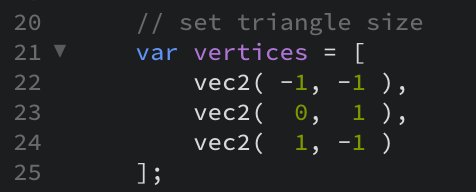 20 // set triangle size
21 ▼ var vertices = [
22 vec2( -1, -1 ),
23 vec2(  0,  1 ),
24 vec2(  1, -1 )
25 ];